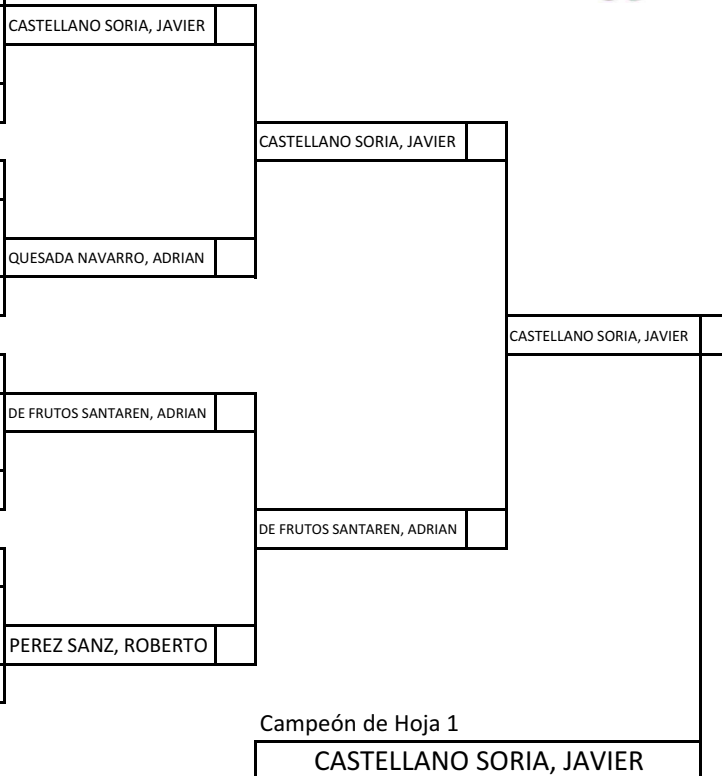 CASTELLANO SORIA, JAVIER
CASTELLANO SORIA, JAVIER
QUESADA NAVARRO, ADRIAN
CASTELLANO SORIA, JAVIER
DE FRUTOS SANTAREN, ADRIAN
DE FRUTOS SANTAREN, ADRIAN
PEREZ SANZ, ROBERTO
Campeón de Hoja 1
CASTELLANO SORIA, JAVIER